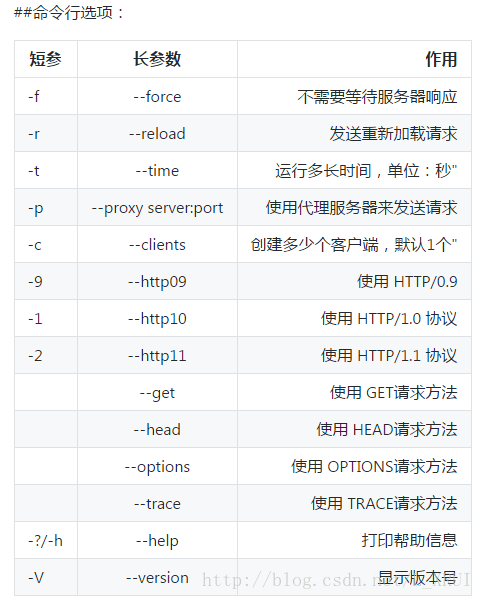 ##命令行选项：
短参 长参数 作用
-f --force 不需要等待服务器响应
-r --reload 发送重新加载请求
-t --time 运行多长时间，单位：秒"
-p --proxy server:port 使用代理服务器来发送请求
-c --clients 创建多少个客户端，默认1个"
-9 --http09 使用 HTTP/0.9
-1 --http10 使用 HTTP/1.0 协议
-2 --http11 使用 HTTP/1.1 协议
--get 使用 GET请求方法
--head 使用 HEAD请求方法
--options 使用 OPTIONS请求方法
--trace 使用 TRACE请求方法
-?/-h --help 打印帮助信息
-V --version 显示版本号
http://blog.csdn.net